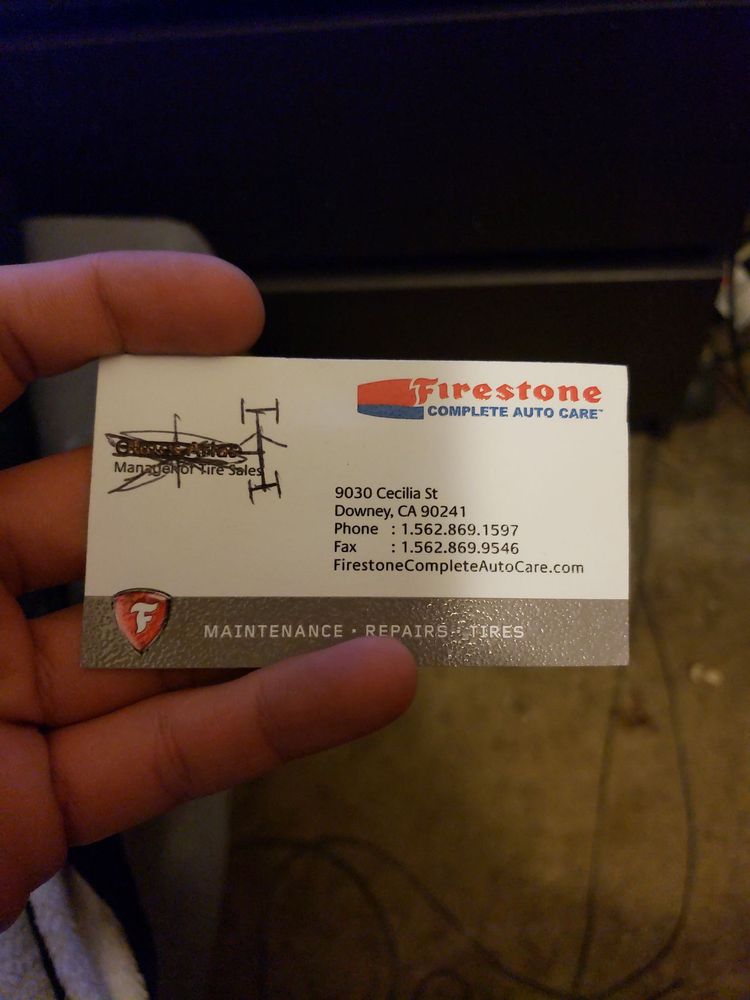 Firestone
COMPLETE AUTO CARE™
Manager of Tire Sales
9030 Cecilia St
Downey, CA 90241
Phone : 1.562.869.1597
Fax : 1.562.869.9546
FirestoneCompleteAutoCare.com
F
MAINTENANCE · REPAIRS · TIRES